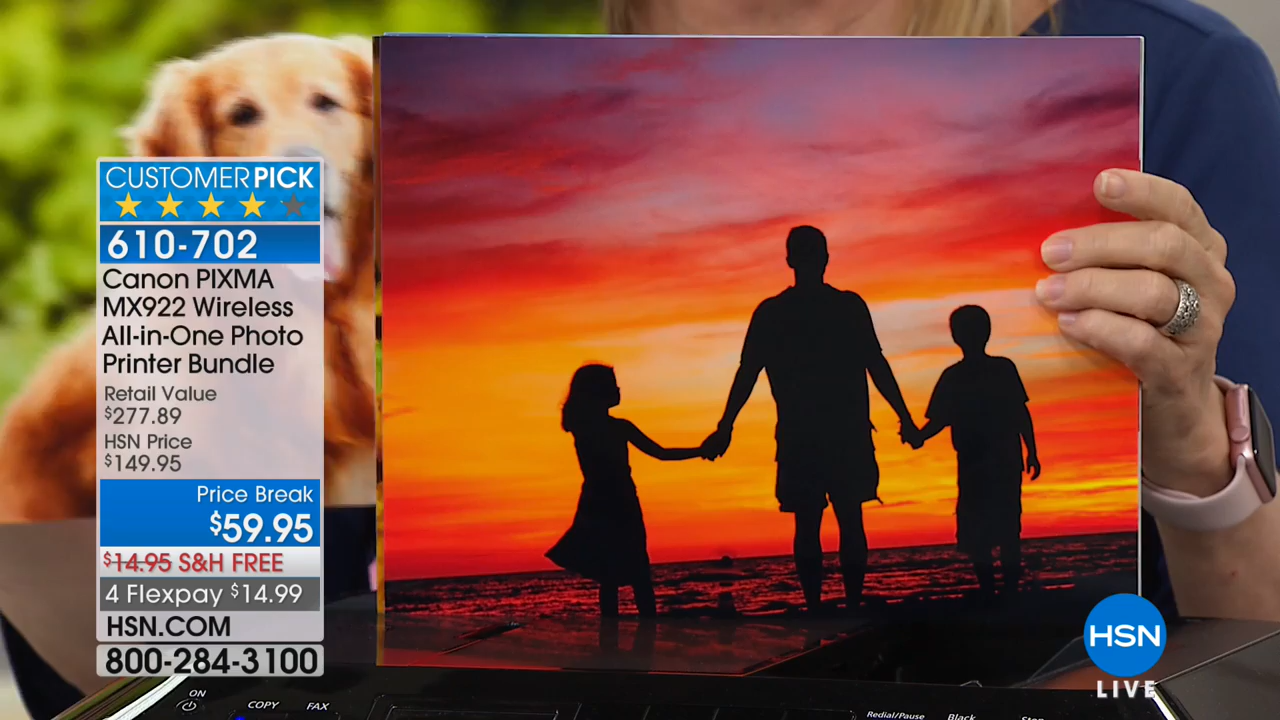 CUSTOMERPICK
610-702
Canon PIXMA
MX922 Wireless
All-in-One Photo
Printer Bundle
Retail Value
$277.89
HSN Price
$149.95
Price Break
$59.95
$14.95 S&H FREE
4 Flexpay $14.99
HSN.COM
800-284-3100
HSN
LIVE
ON
COPY
FAX
Redial/Pause
Black
Stop